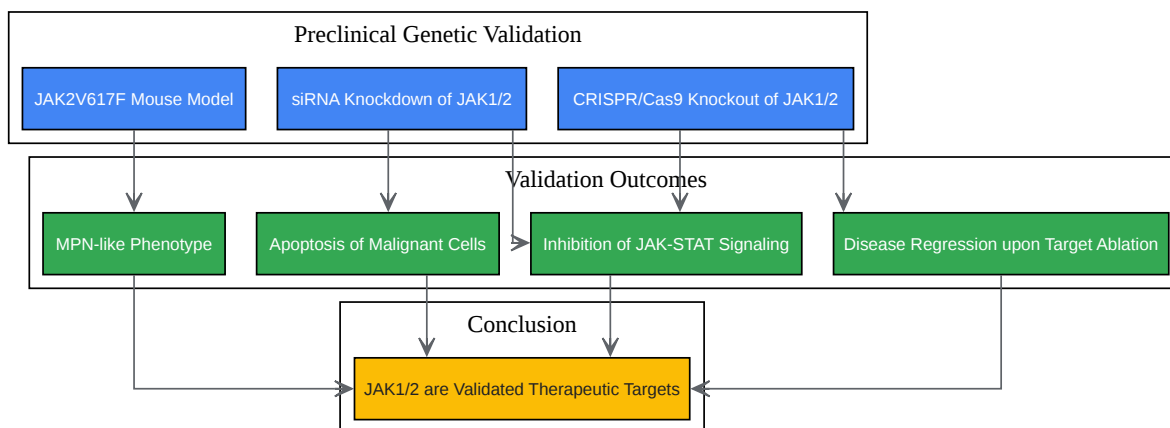 Preclinical Genetic Validation
JAK2V617F Mouse Model
siRNA Knockdown of JAK1/2
CRISPR/Cas9 Knockout of JAK1/2
Validation Outcomes
MPN-like Phenotype
Apoptosis of Malignant Cells
Inhibition of JAK-STAT Signaling
Disease Regression upon Target Ablation
Conclusion
JAK1/2 are Validated Therapeutic Targets